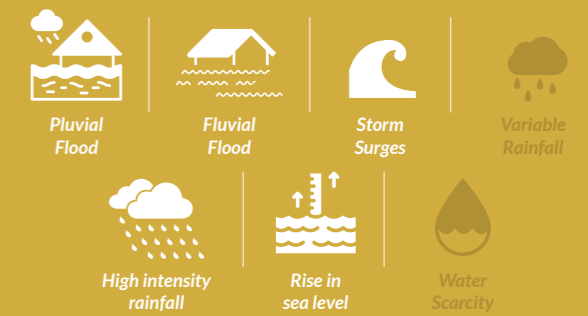 Pluvial
Flood
Fluvial
Flood
Storm
Surges
Variable
Rainfall
High intensity
rainfall
Rise in
sea level
Water
Scarcity